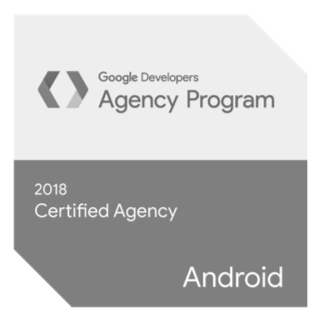 Google Developers
Agency Program
2018
Certified Agency
Android